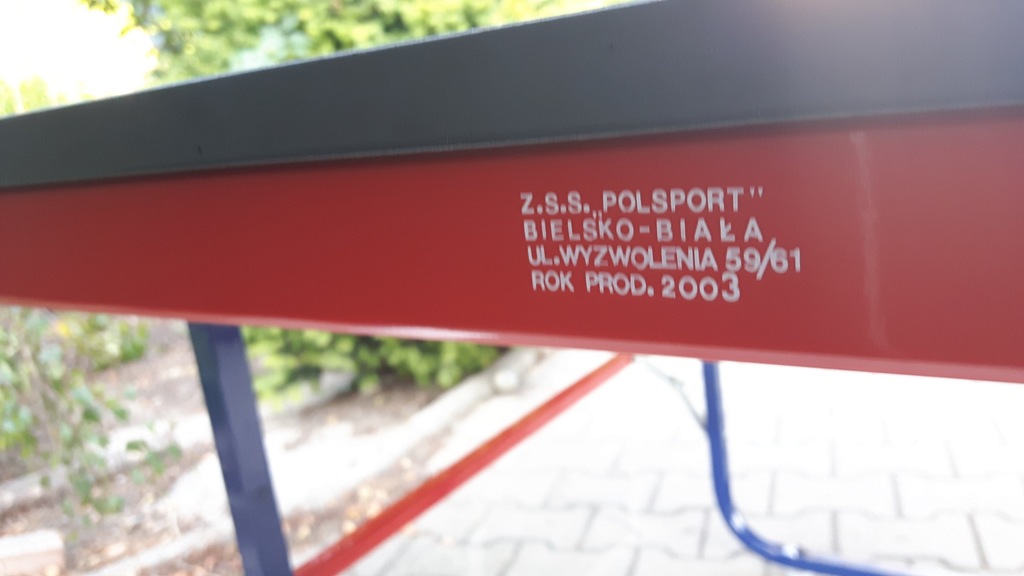 Z.S.S. „POLSPORT"
BIELSKO-BIAŁA
UL.WYZWOLENIA 59/61
ROK PROD. 2003